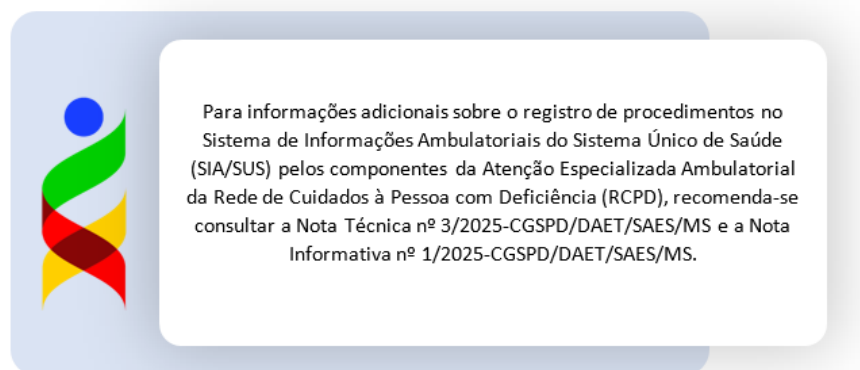 Para informações adicionais sobre o registro de procedimentos no
Sistema de Informações Ambulatoriais do Sistema Único de Saúde
(SIA/SUS) pelos componentes da Atenção Especializada Ambulatorial
da Rede de Cuidados à Pessoa com Deficiência (RCPD), recomenda-se
consultar a Nota Técnica nº 3/2025-CGSPD/DAET/SAES/MS e a Nota
Informativa nº 1/2025-CGSPD/DAET/SAES/MS.